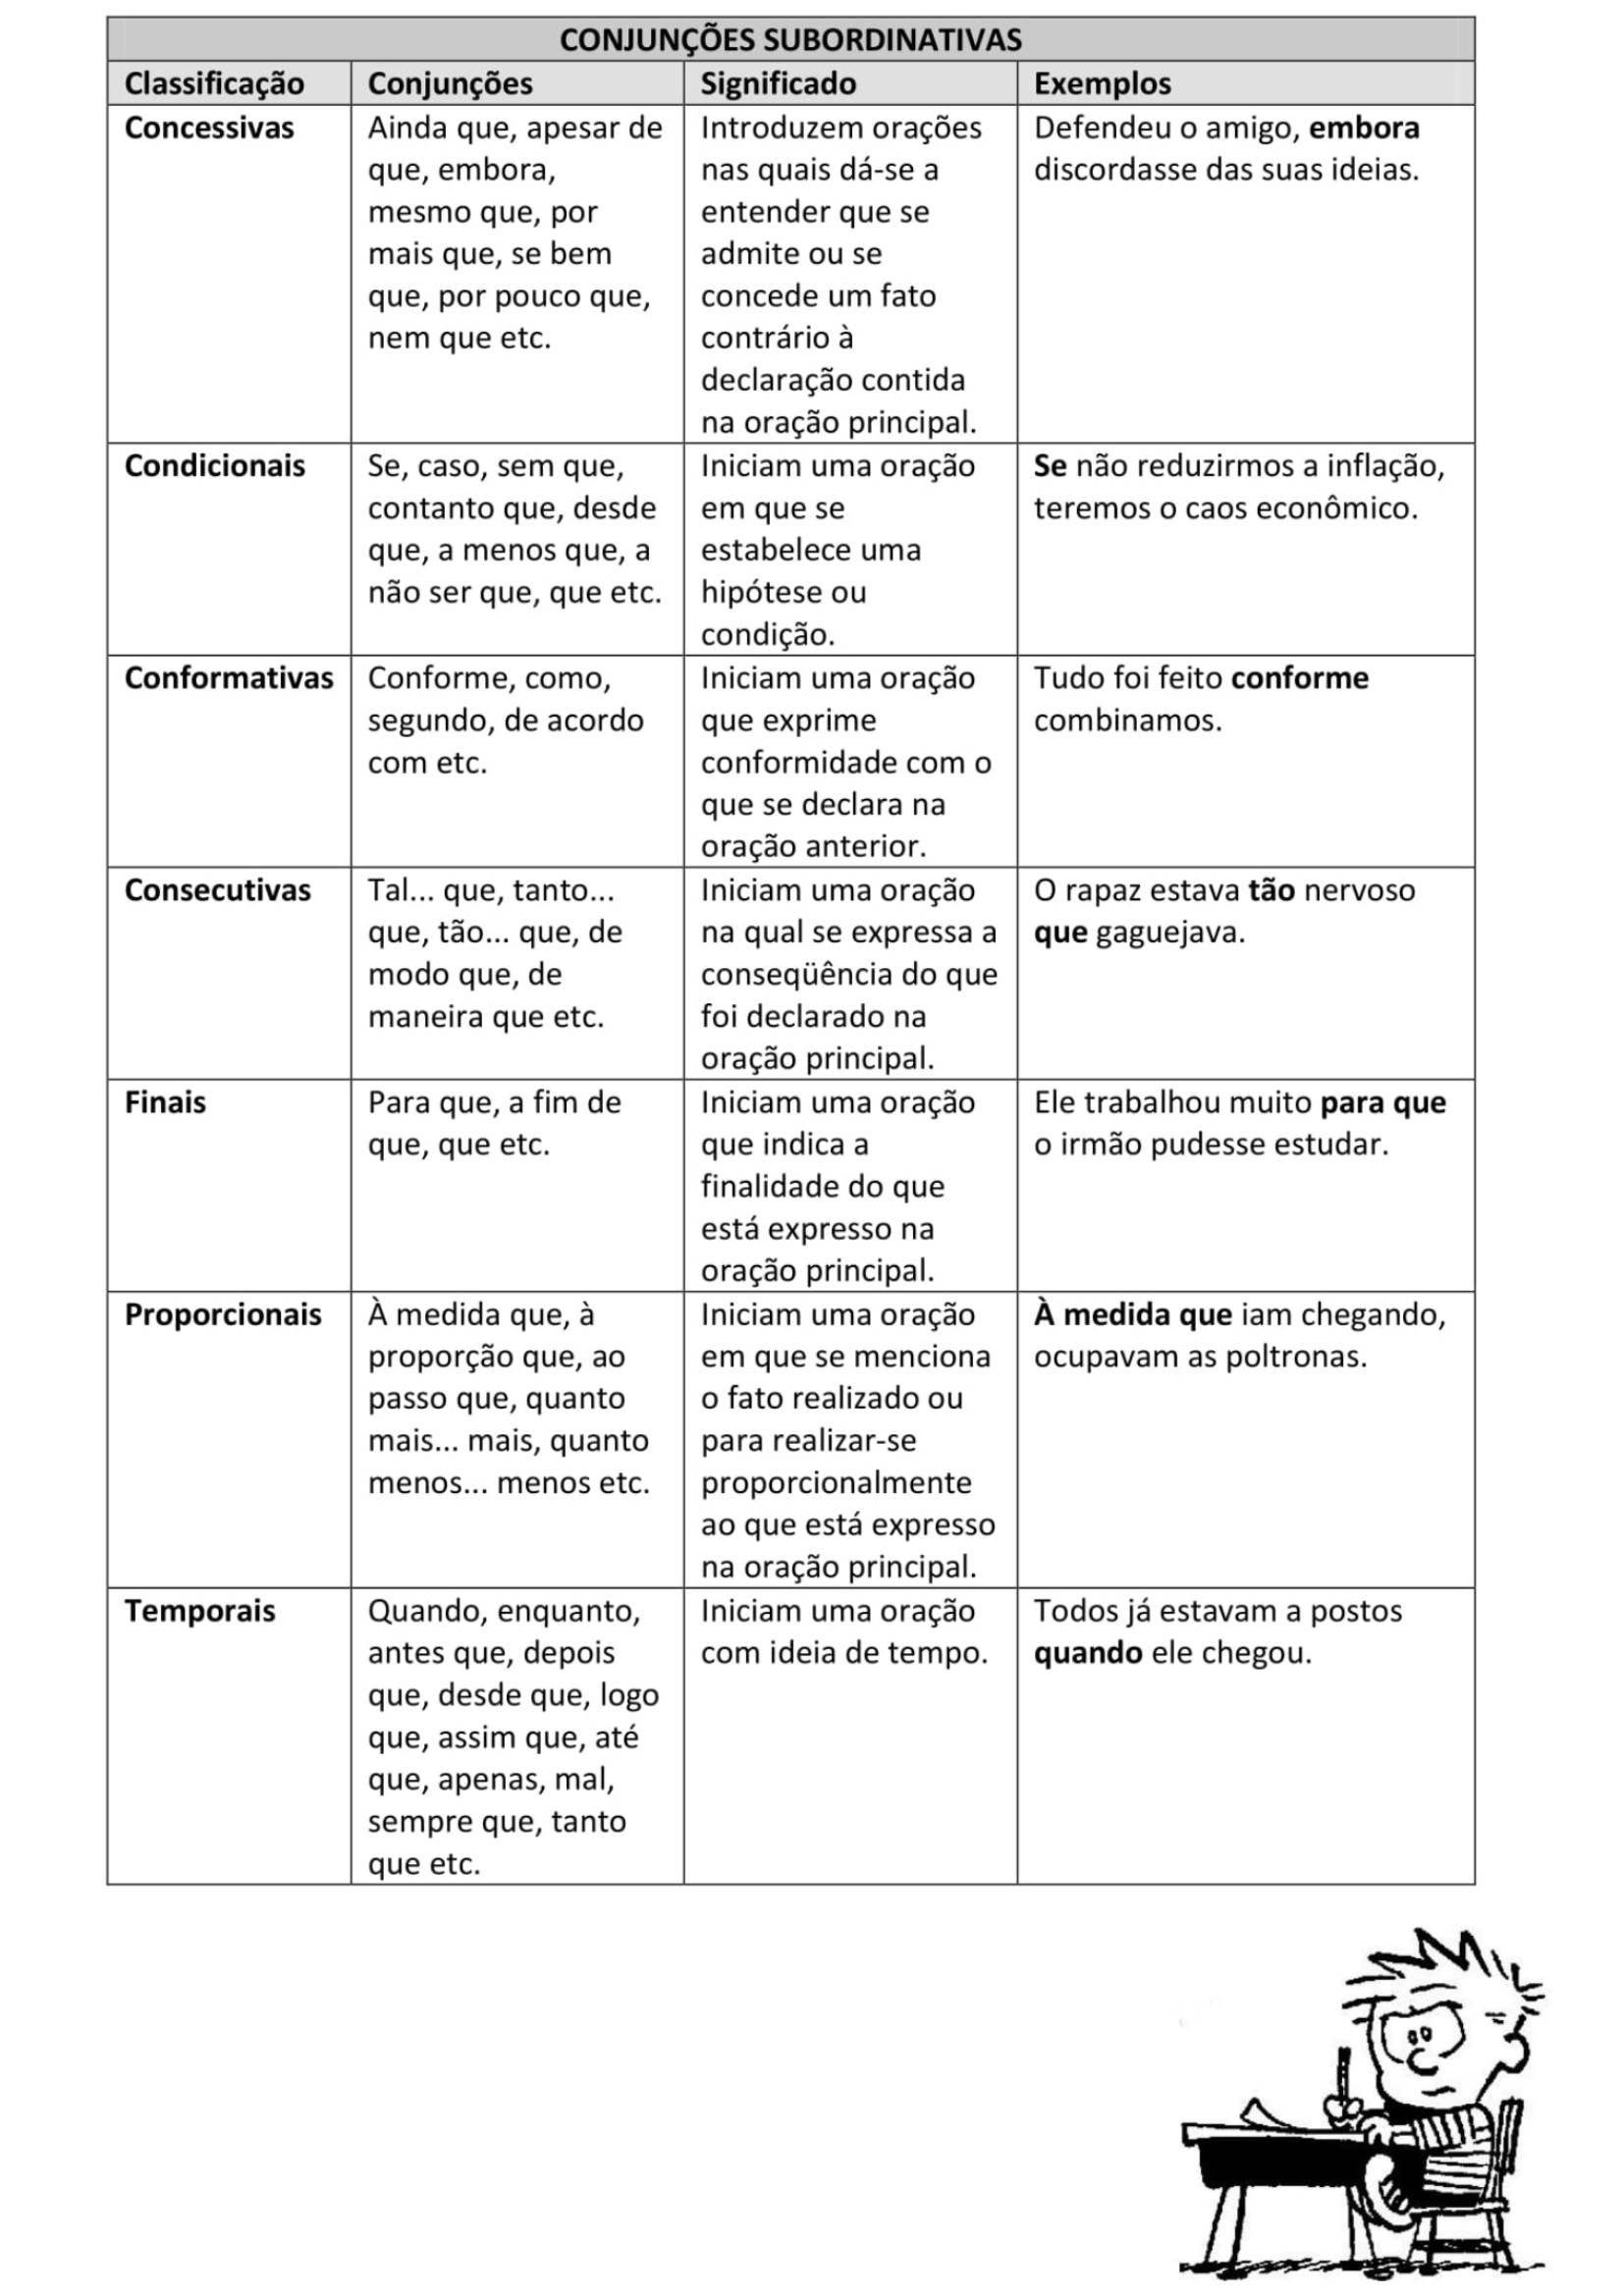 CONJUNÇÕES SUBORDINATIVAS
Classificação Conjunções Significado Exemplos
Concessivas
Ainda que, apesar de
que, embora,
mesmo que, por
mais que, se bem
que, por pouco que,
nem que etc.
Introduzem orações
nas quais dá-se a
entender que se
admite ou se
concede um fato
contrário à
declaração contida
na oração principal.
Defendeu o amigo, embora
discordasse das suas ideias.
Condicionais
Se, caso, sem que,
contanto que, desde
que, a menos que, a
não ser que, que etc.
Iniciam uma oração
em que se
estabelece uma
hipótese ou
condição.
Se não reduzirmos a inflação,
teremos o caos econômico.
Conformativas
Conforme, como,
segundo, de acordo
com etc.
Iniciam uma oração
que exprime
conformidade com o
que se declara na
oração anterior.
Tudo foi feito conforme
combinamos.
Consecutivas
Tal... que, tanto...
que, tão... que, de
modo que, de
maneira que etc.
Iniciam uma oração
na qual se expressa a
conseqüência do que
foi declarado na
oração principal.
O rapaz estava tão nervoso
que gaguejava.
Finais
Para que, a fim de
que, que etc.
Iniciam uma oração
que indica a
finalidade do que
está expresso na
oração principal.
Ele trabalhou muito para que
o irmão pudesse estudar.
Proporcionais
À medida que, à
proporção que, ao
passo que, quanto
mais... mais, quanto
menos... menos etc.
Iniciam uma oração
em que se menciona
o fato realizado ou
para realizar-se
proporcionalmente
ao que está expresso
na oração principal.
À medida que iam chegando,
ocupavam as poltronas.
Temporais
Quando, enquanto,
antes que, depois
que, desde que, logo
que, assim que, até
que, apenas, mal,
sempre que, tanto
que etc.
Iniciam uma oração
com ideia de tempo.
Todos já estavam a postos
quando ele chegou.